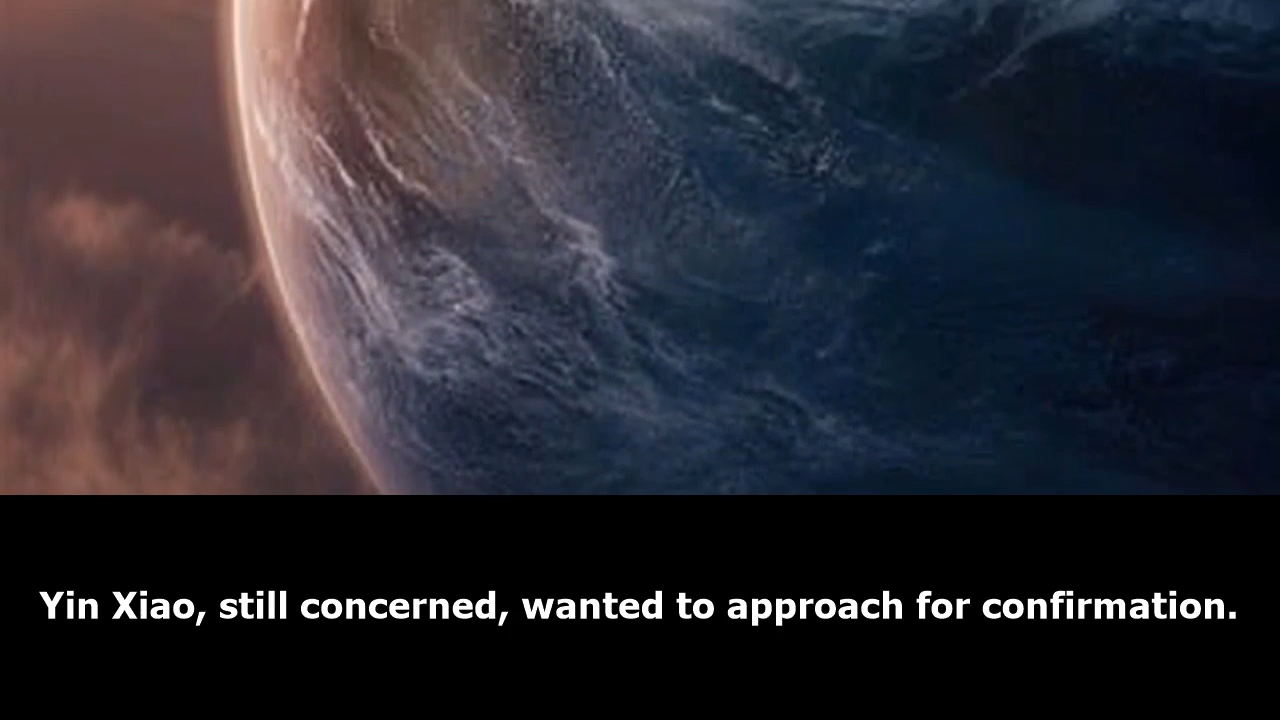 Yin Xiao, still concerned, wanted to approach for confirmation.